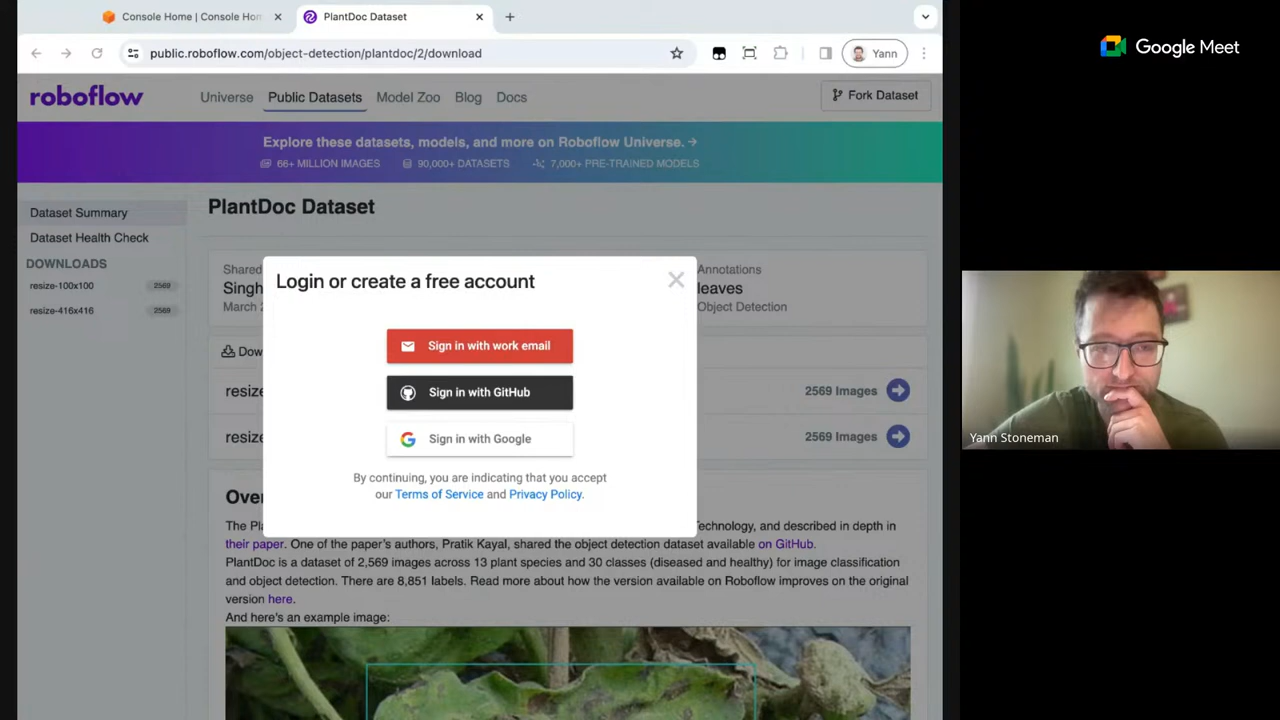 Console Home | Console Hom
PlantDoc Dataset
public.roboflow.com/object-detection/plantdoc/2/download
Yann
Google Meet
roboflow
Universe
Public Datasets
Model Zoo
Blog
Docs
Fork Dataset
Explore these datasets, models, and more on Roboflow Universe. →
66+ MILLION IMAGES
90,000+ DATASETS
7,000+ PRE-TRAINED MODELS
Dataset Summary
Dataset Health Check
DOWNLOADS
resize-100x100 2569
resize-416x416 2569
PlantDoc Dataset
Shared
Singh
March 2
Annotations
leaves
Object Detection
Dow
resize
2569 Images
resize
2569 Images
Login or create a free account
Sign in with work email
Sign in with GitHub
Sign in with Google
By continuing, you are indicating that you accept
our Terms of Service and Privacy Policy.
Over
The Pl
Technology, and described in depth in
their paper. One of the paper's authors, Pratik Kayal, shared the object detection dataset available on GitHub.
PlantDoc is a dataset of 2,569 images across 13 plant species and 30 classes (diseased and healthy) for image classification
and object detection. There are 8,851 labels. Read more about how the version available on Roboflow improves on the original
version here.
And here's an example image:
Yann Stoneman